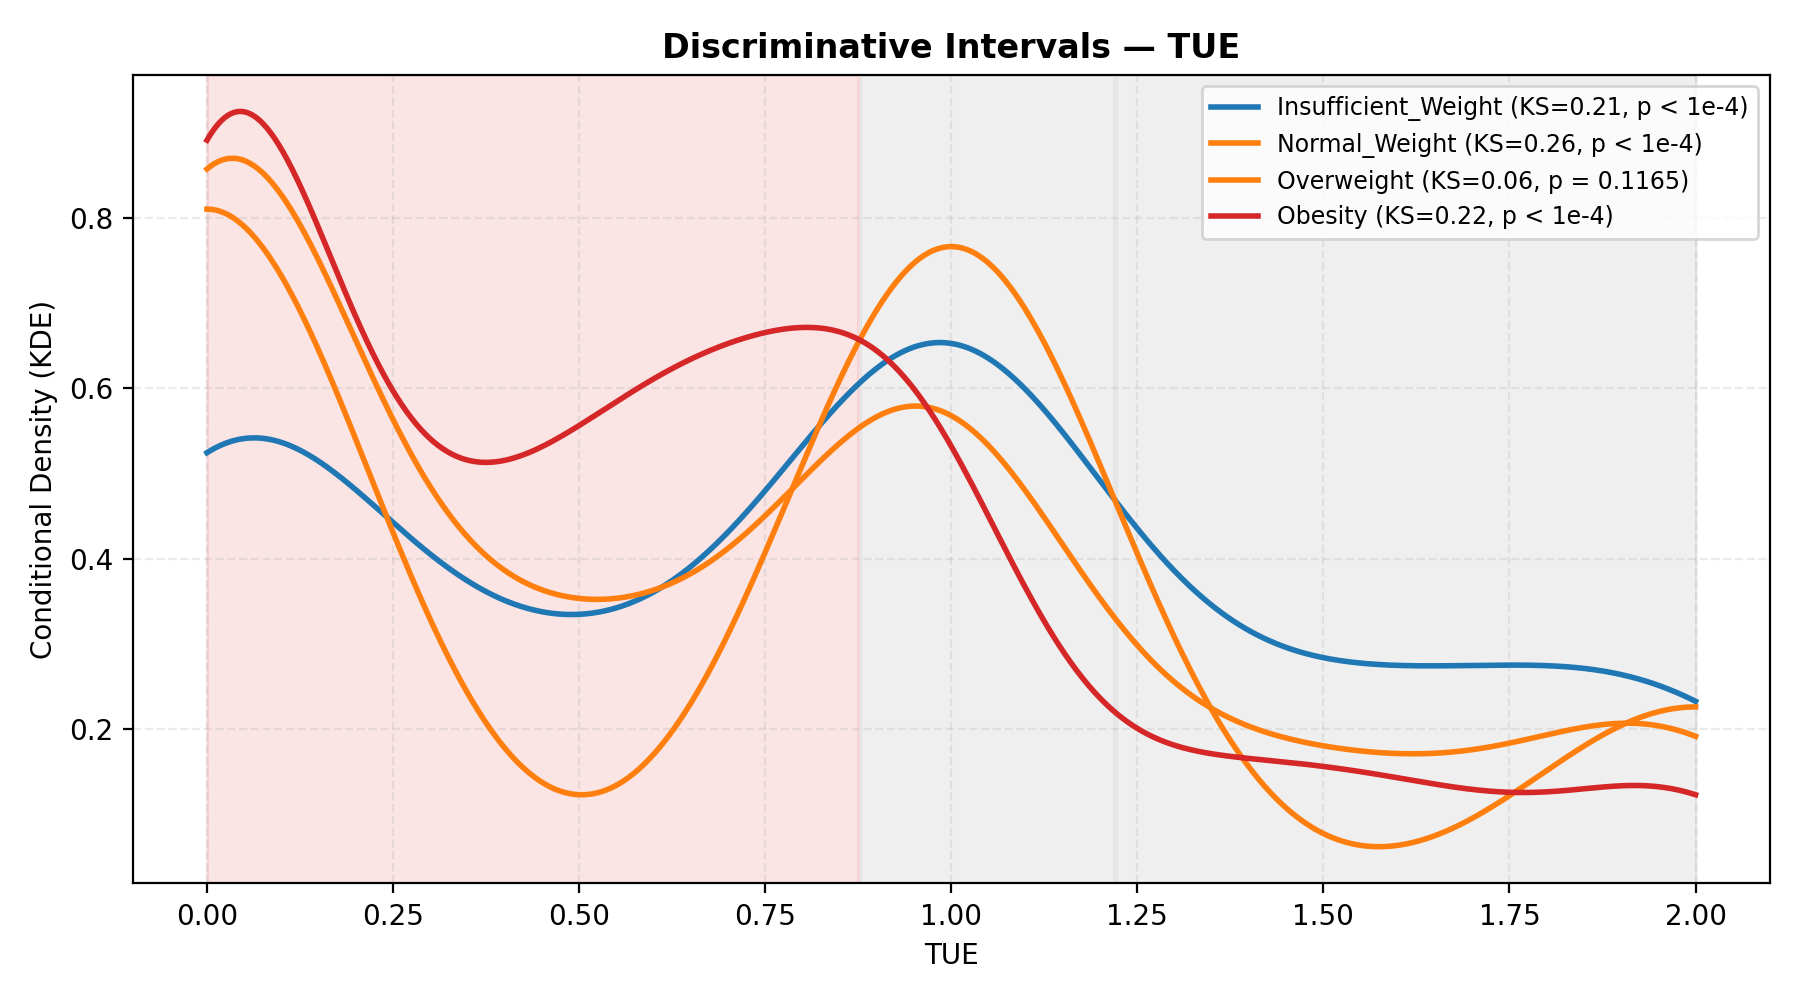 Discriminative Intervals — TUE
Insufficient_Weight (KS=0.21, p < 1e-4)
Normal_Weight (KS=0.26, p < 1e-4)
Overweight (KS=0.06, p = 0.1165)
Obesity (KS=0.22, p < 1e-4)
Conditional Density (KDE)
0.8
0.6
0.4
0.2
0.00 0.25 0.50 0.75 1.00 1.25 1.50 1.75 2.00
TUE